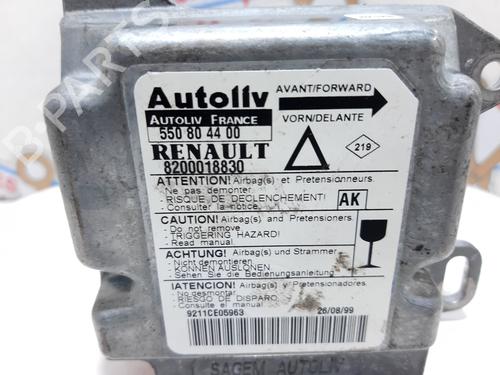 Autoliv
AVANT/FORWARD
AUTOLIV FRANCE
550 80 44 00
VORN/DELANTE
RENAULT
8200018830
219
ATTENTION! Airbag(s) et Pretensionneurs.
- Ne pas demonter
- RISQUE DE DECLENCHEMENT!
- Consulter la notice.
AK
CAUTION! Airbag(s) and Pretensioners.
- Do not remove
- TRIGGERING HAZARD!
- Read manual
ACHTUNG! Airbag(s) und Strammer
- Nicht demontieren
- KONNEN AUSLONEN
- Sehen Sie die Bedienungsanleitung
¡ATENCION! Airbag(s) y Pretensionadores.
- No desmontar
- RIESGO DE DISPARO
- Consulte el manual
9211CE05963
26/08/99
SAGEM AUTOLIV
B-PARTS